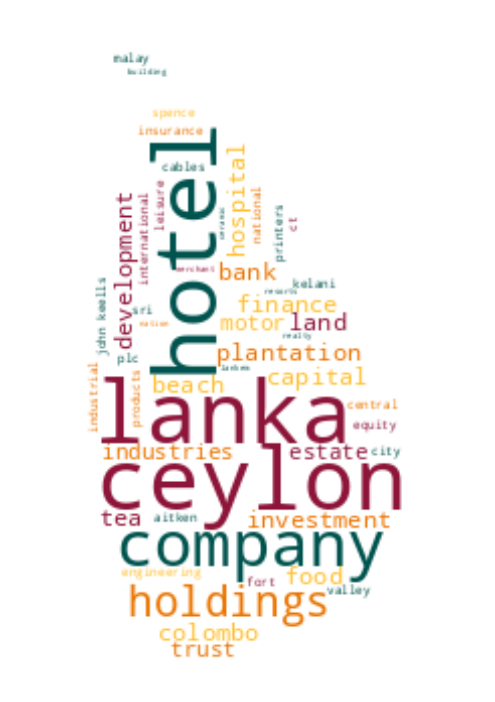 malay
building
spence
insurance
cables
hotel
hospital
leisure
international
development
national
printers
ct
ceramic
merchant
bank
kelani
resorts
finance
john keells
sri
nation
motor
land
realty
plc
plantation
lankem
beach
capital
industrial
products
lanka
central
equity
industries
estate
city
ceylon
tea
aitken
investment
company
engineering
fort
food
valley
holdings
colombo
trust